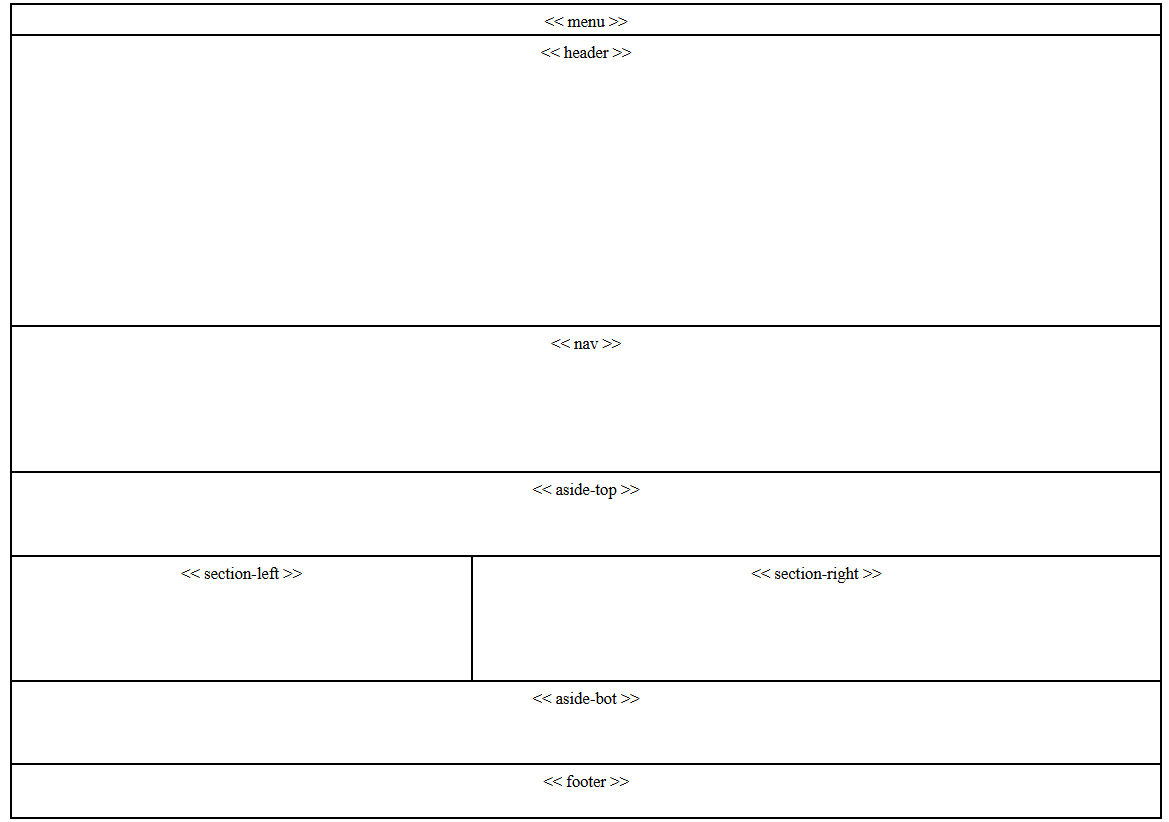 << menu >>
<< header >>
<< nav >>
<< aside-top >>
<< section-left >>
<< section-right >>
<< aside-bot >>
<< footer >>